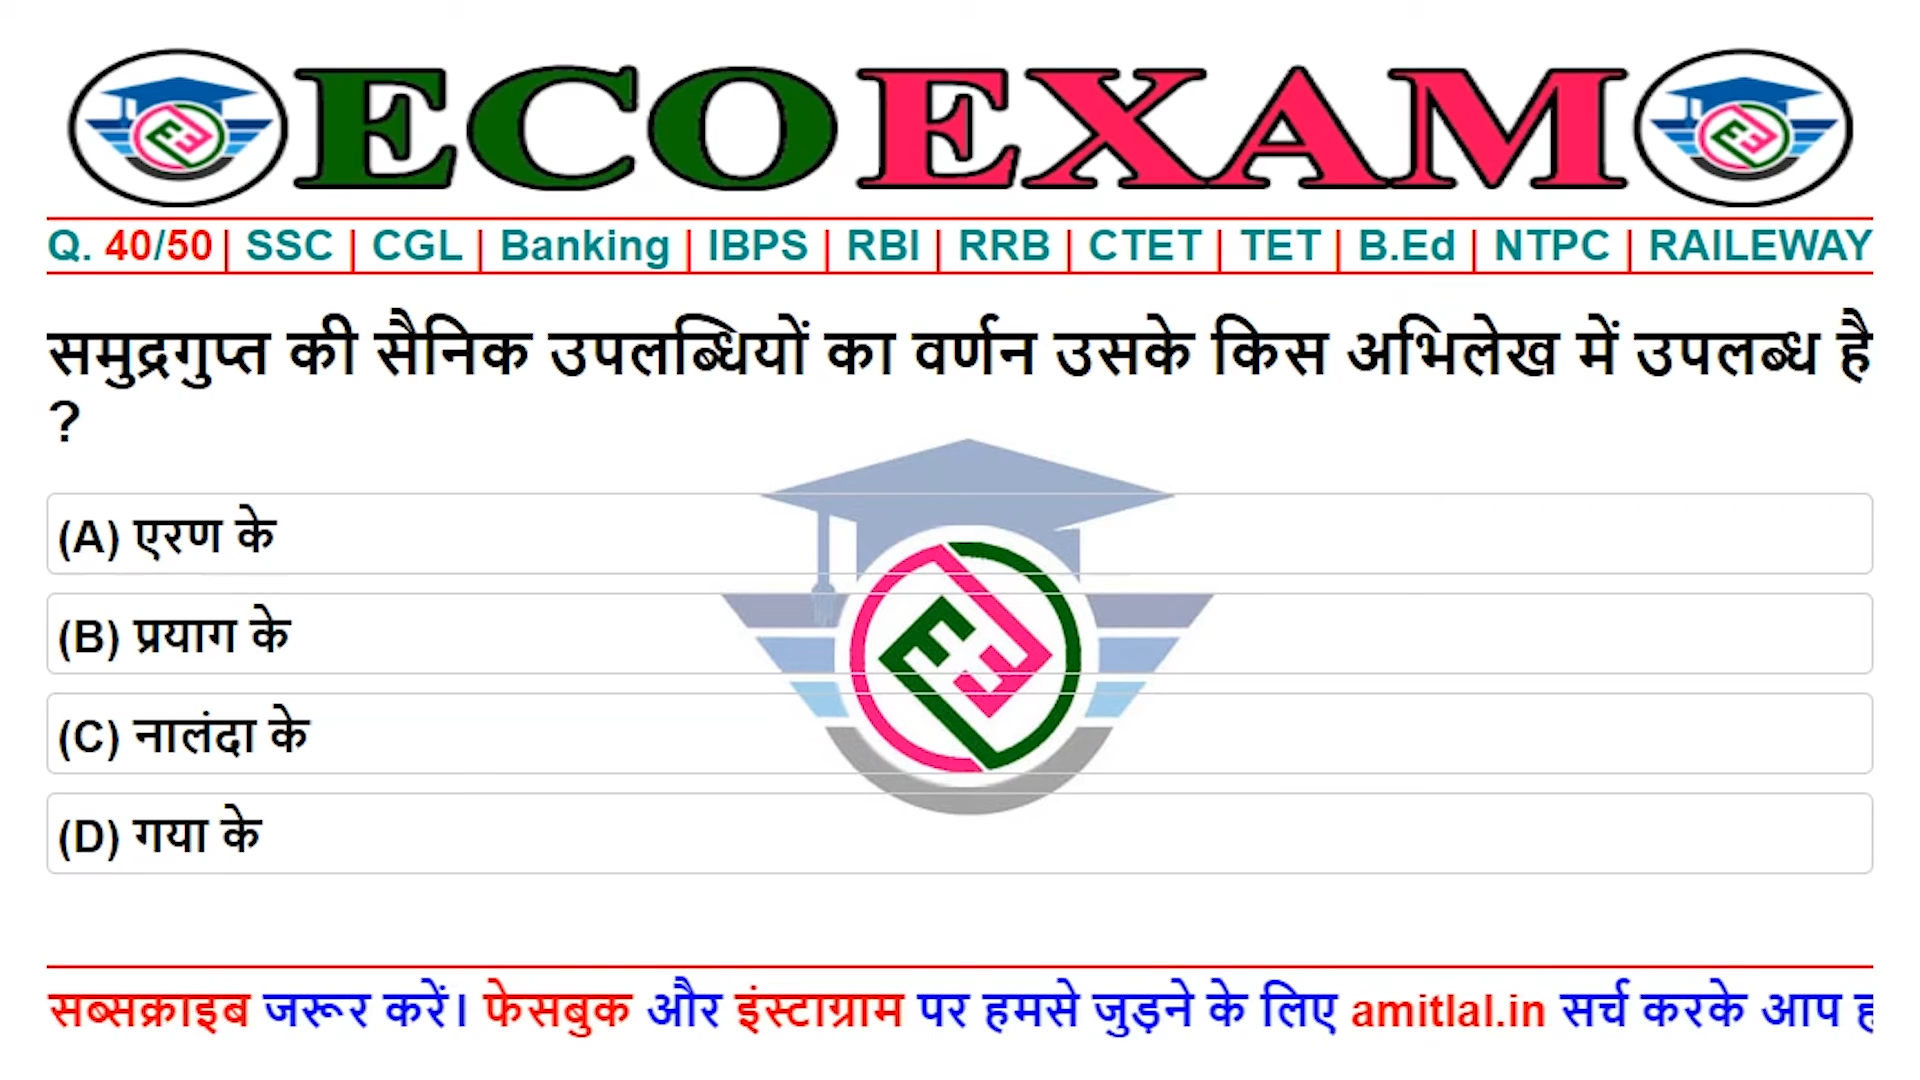 ECO EXAM
Q. 40/50 | SSC | CGL | Banking | IBPS | RBI | RRB | CTET | TET | B.Ed | NTPC | RAILEWAY
समुद्रगुप्त की सैनिक उपलब्धियों का वर्णन उसके किस अभिलेख में उपलब्ध है
?
(A) एरण के
(B) प्रयाग के
(C) नालंदा के
(D) गया के
सब्सक्राइब जरूर करें। फेसबुक और इंस्टाग्राम पर हमसे जुड़ने के लिए amitlal.in सर्च करके आप